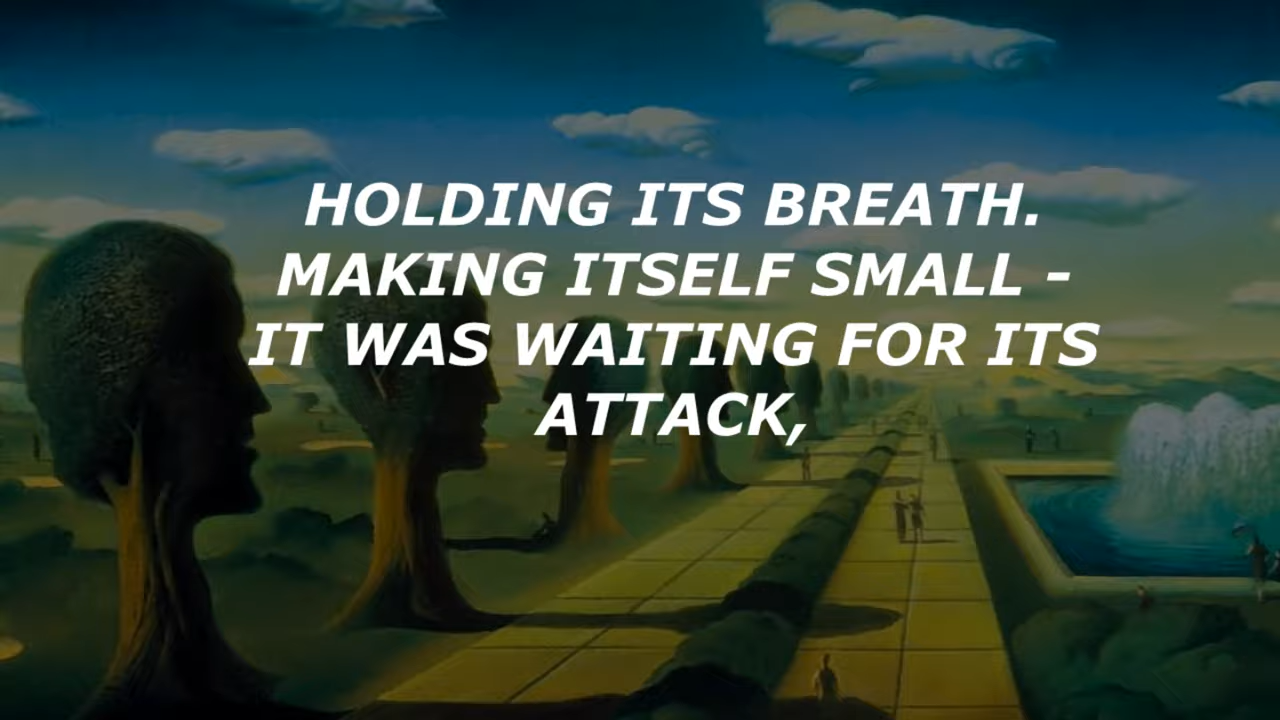 HOLDING ITS BREATH.
MAKING ITSELF SMALL -
IT WAS WAITING FOR ITS
ATTACK,